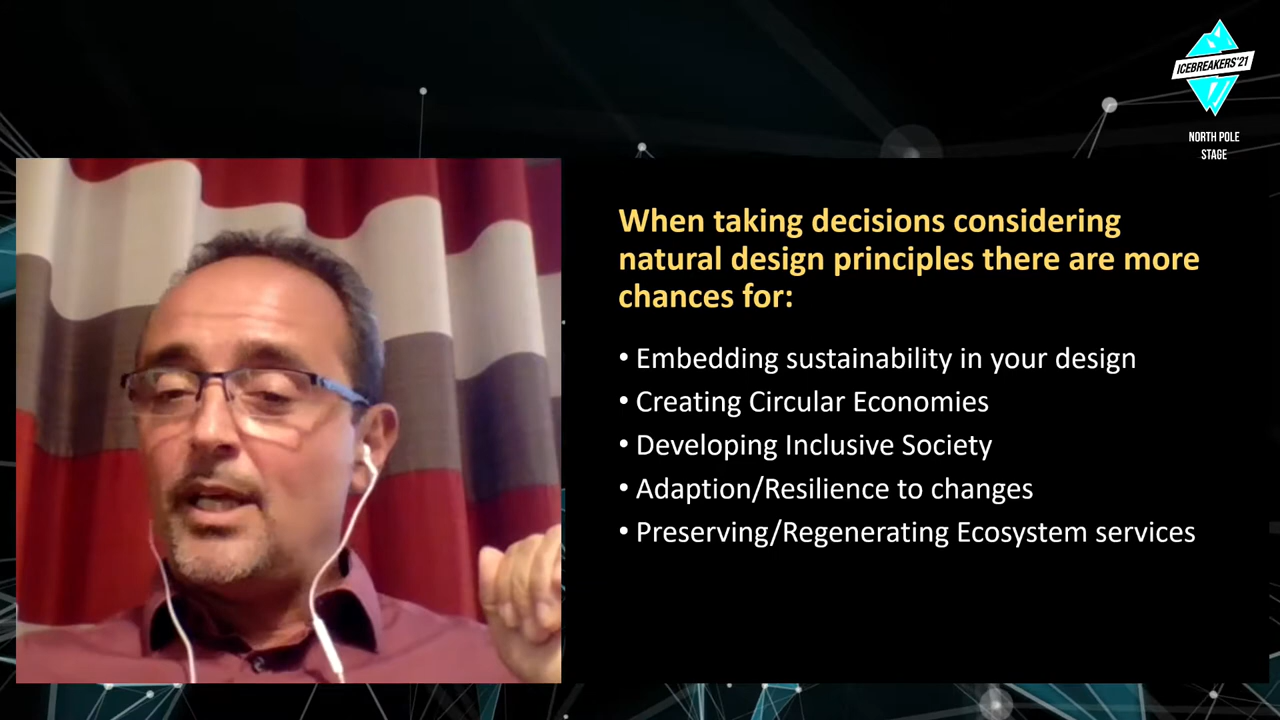 ICEBREAKERS'21
NORTH POLE
STAGE
When taking decisions considering
natural design principles there are more
chances for:
• Embedding sustainability in your design
• Creating Circular Economies
• Developing Inclusive Society
• Adaption/Resilience to changes
• Preserving/Regenerating Ecosystem services